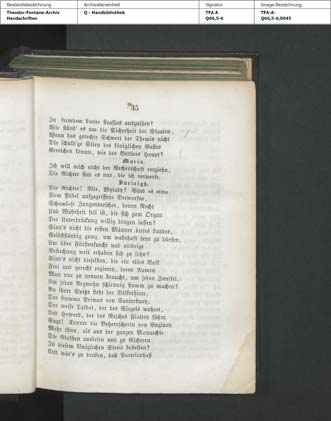 Bestandsbezeichnung
Archivalieneinheit
Signatur
Image-Bezeichnung
Theodor-Fontane-Archiv
Handschriften
Q - Handbibliothek
TFA A
Q66,5-6
TFA-A-
Q66,5-6,0045
35
In fremdem Lande straflos auszusäen?
Wie stünd' es um die Sicherheit der Staaten,
Wenn das gerechte Schwert der Themis nicht
Die schuld'ge Stirn des königlichen Gastes
Erreichen könnte, wie des Bettlers Haupt?
Maria.
Ich will mich nicht der Rechenschaft entziehn,
Die Richter sind es nur, die ich verwerfe.
Burleigh.
Die Richter! Wie, Mylady? Sind es etwa
Vom Pöbel aufgegriffene Verworfne,
Schamlose Zungendrescher, denen Recht
Und Wahrheit feil ist, die sich zum Organ
Der Unterdrückung willig dingen lassen?
Sind's nicht die ersten Männer dieses Landes,
Selbstständig gnug, um wahrhaft seyn zu dürfen,
Um über Fürstenfurcht und niedrige
Bestechung weit erhaben sich zu sehn?
Sind's nicht dieselben, die ein edles Volk
Frei und gerecht regieren, deren Namen
Man nur zu nennen braucht, um jeden Zweifel,
Um jeden Argwohn schleunig stumm zu machen?
An ihrer Spitze steht der Völkerhirte,
Der fromme Primas von Canterbury,
Der weise Talbot, der des Siegels wahret,
Und Howard, der des Reiches Flotten führt.
Sagt! Konnte die Beherrscherin von England
Mehr thun, als aus der ganzen Monarchie
Die Edelsten auslesen und zu Richtern
In diesem königlichen Streit bestellen?
Und wär's zu denken, daß Parteienhaß